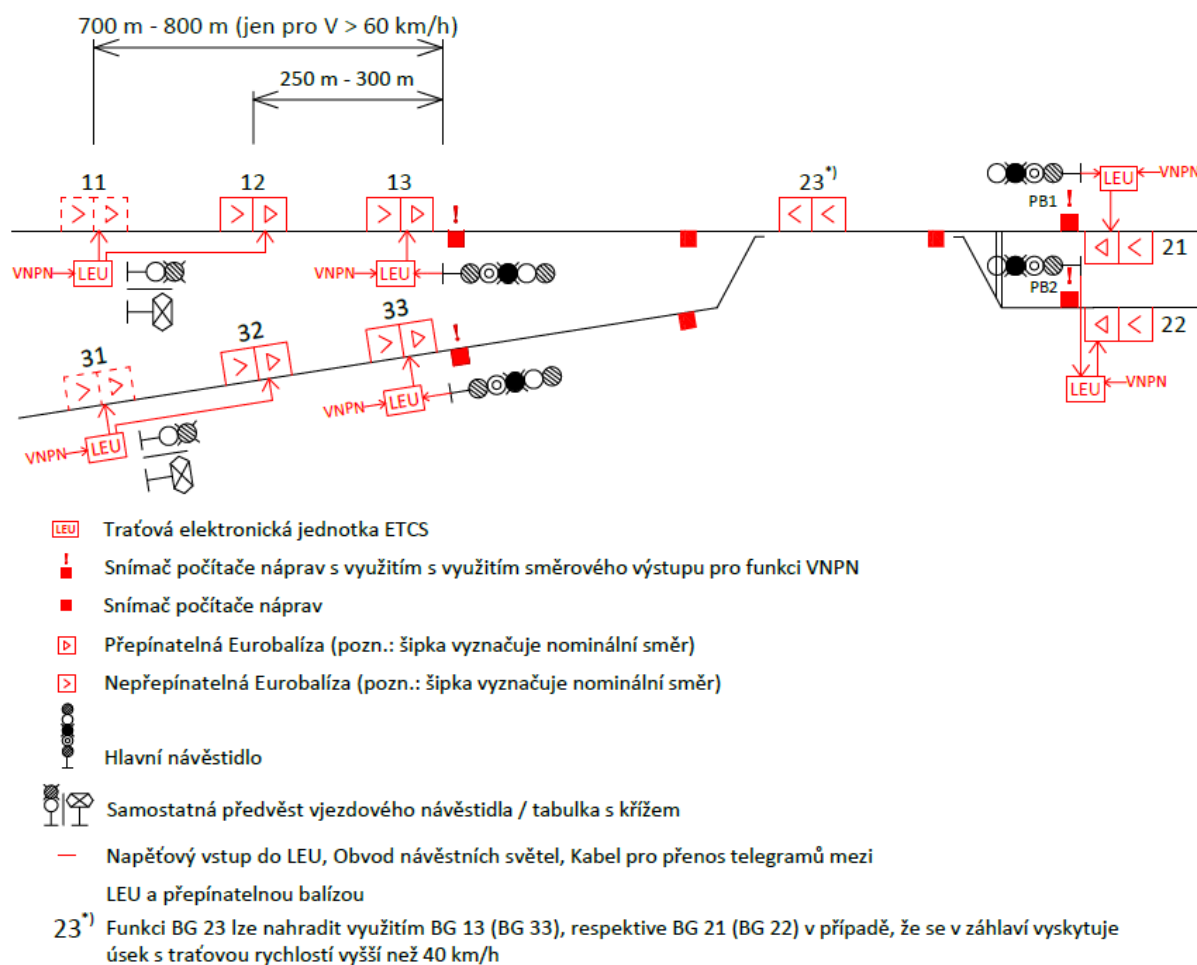 700 m - 800 m (jen pro V > 60 km/h)
250 m - 300 m
11
12
13
23*)
VNPN
LEU
VNPN
LEU
PB1
!
LEU
VNPN
21
PB2
!
22
LEU
VNPN
!
31
32
33
!
VNPN
LEU
VNPN
LEU
LEU
Traťová elektronická jednotka ETCS
!
Snímač počítače náprav s využitím s využitím směrového výstupu pro funkci VNPN
Snímač počítače náprav
Přepínatelná Eurobalíza (pozn.: šipka vyznačuje nominální směr)
Nepřepínatelná Eurobalíza (pozn.: šipka vyznačuje nominální směr)
Hlavní návěstidlo
Samostatná předvěst vjezdového návěstidla / tabulka s křížem
Napěťový vstup do LEU, Obvod návěstních světel, Kabel pro přenos telegramů mezi
LEU a přepínatelnou balízou
23*) Funkci BG 23 lze nahradit využitím BG 13 (BG 33), respektive BG 21 (BG 22) v případě, že se v záhlaví vyskytuje
úsek s traťovou rychlostí vyšší než 40 km/h